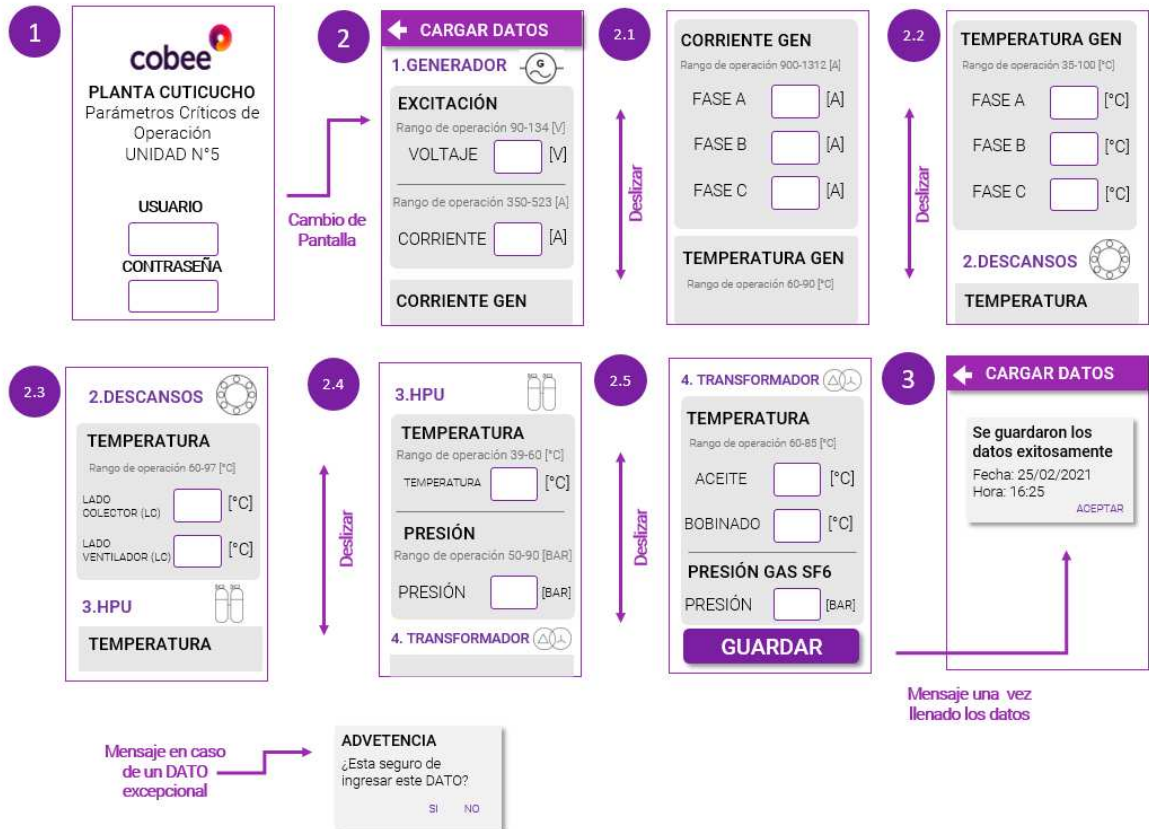 1
cobee
PLANTA CUTICUCHO
Parámetros Críticos de
Operación
UNIDAD N°5
USUARIO
CONTRASEÑA
Cambio de
Pantalla
2
CARGAR DATOS
1.GENERADOR
G
EXCITACIÓN
Rango de operación 90-134 [V]
VOLTAJE [V]
Rango de operación 350-523 [A]
CORRIENTE [A]
CORRIENTE GEN
2.1
Deslizar
CORRIENTE GEN
Rango de operación 900-1312 [A]
FASE A [A]
FASE B [A]
FASE C [A]
TEMPERATURA GEN
Rango de operación 60-90 [°C]
2.2
Deslizar
TEMPERATURA GEN
Rango de operación 35-100 [°C]
FASE A [°C]
FASE B [°C]
FASE C [°C]
2.DESCANSOS
TEMPERATURA
2.3
2.DESCANSOS
TEMPERATURA
Rango de operación 60-97 [°C]
LADO
COLECTOR (LC) [°C]
LADO
VENTILADOR (LC) [°C]
3.HPU
TEMPERATURA
2.4
Deslizar
3.HPU
TEMPERATURA
Rango de operación 39-60 [°C]
TEMPERATURA [°C]
PRESIÓN
Rango de operación 50-90 [BAR]
PRESIÓN [BAR]
4. TRANSFORMADOR
2.5
Deslizar
4. TRANSFORMADOR
TEMPERATURA
Rango de operación 60-85 [°C]
ACEITE [°C]
BOBINADO [°C]
PRESIÓN GAS SF6
PRESIÓN [BAR]
GUARDAR
3
CARGAR DATOS
Se guardaron los
datos exitosamente
Fecha: 25/02/2021
Hora: 16:25
ACEPTAR
Mensaje una vez
llenado los datos
Mensaje en caso
de un DATO
excepcional
ADVETENCIA
¿Esta seguro de
ingresar este DATO?
SI NO